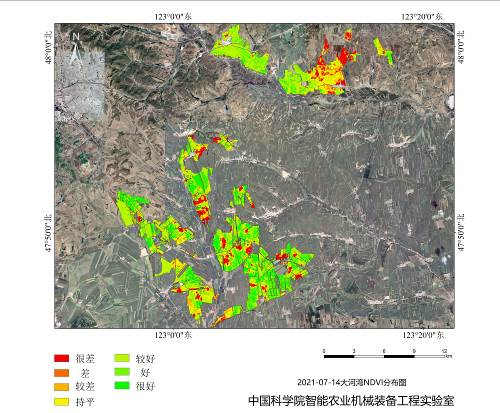 123°0'0"东 123°20'0"东
N
48°0'0"北 48°0'0"北
47°50'0"北 47°50'0"北
123°0'0"东 123°20'0"东
很差 较好
差 好
较差 很好
持平
0 3 6 9 12
km
2021-07-14大河湾NDVI分布图
中国科学院智能农业机械装备工程实验室